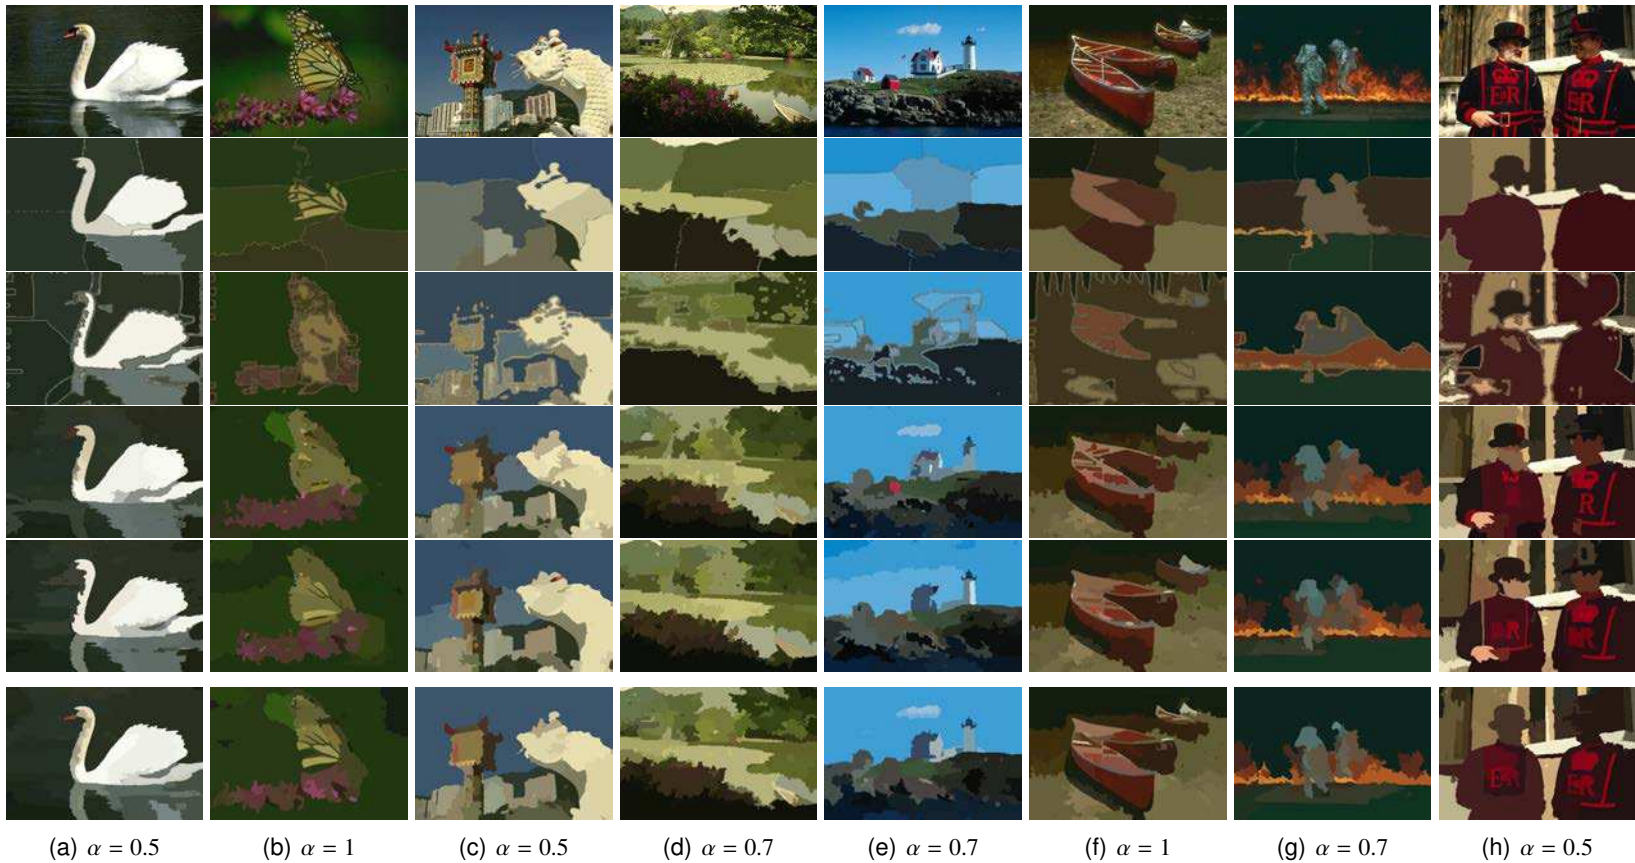 E R
E R
R
E R
E R
E R
E R
(a) α = 0.5 (b) α = 1 (c) α = 0.5 (d) α = 0.7 (e) α = 0.7 (f) α = 1 (g) α = 0.7 (h) α = 0.5